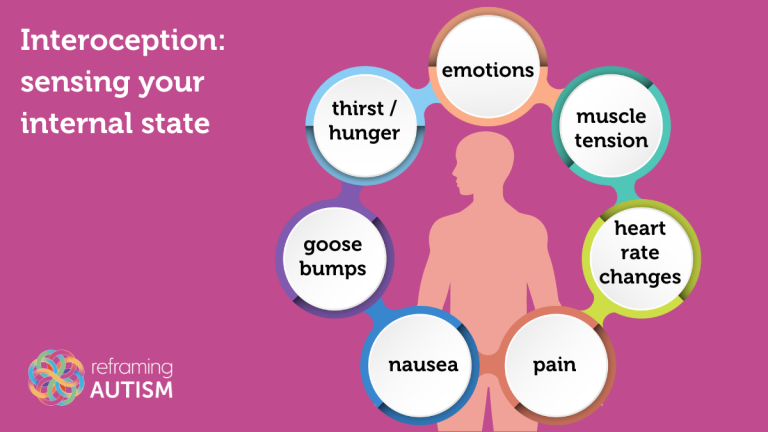 Interoception:
sensing your
internal state
emotions
muscle
tension
heart
rate
changes
pain
nausea
goose
bumps
thirst /
hunger
reframing
AUTISM